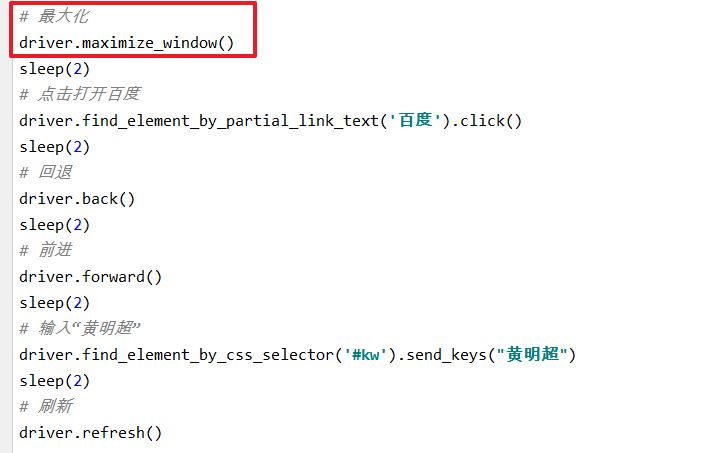 # 最大化
driver.maximize_window()
sleep(2)
# 点击打开百度
driver.find_element_by_partial_link_text('百度').click()
sleep(2)
# 回退
driver.back()
sleep(2)
# 前进
driver.forward()
sleep(2)
# 输入“黄明超”
driver.find_element_by_css_selector('#kw').send_keys("黄明超")
sleep(2)
# 刷新
driver.refresh()